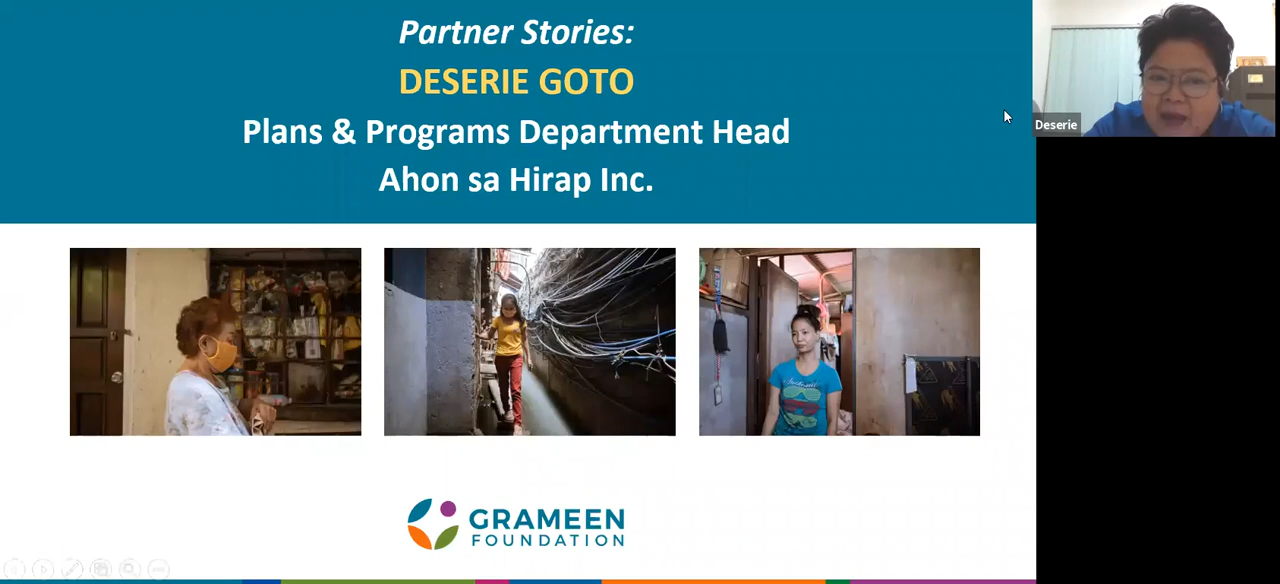 Partner Stories:
DESERIE GOTO
Plans & Programs Department Head
Ahon sa Hirap Inc.
Deserie
GRAMEEN
FOUNDATION